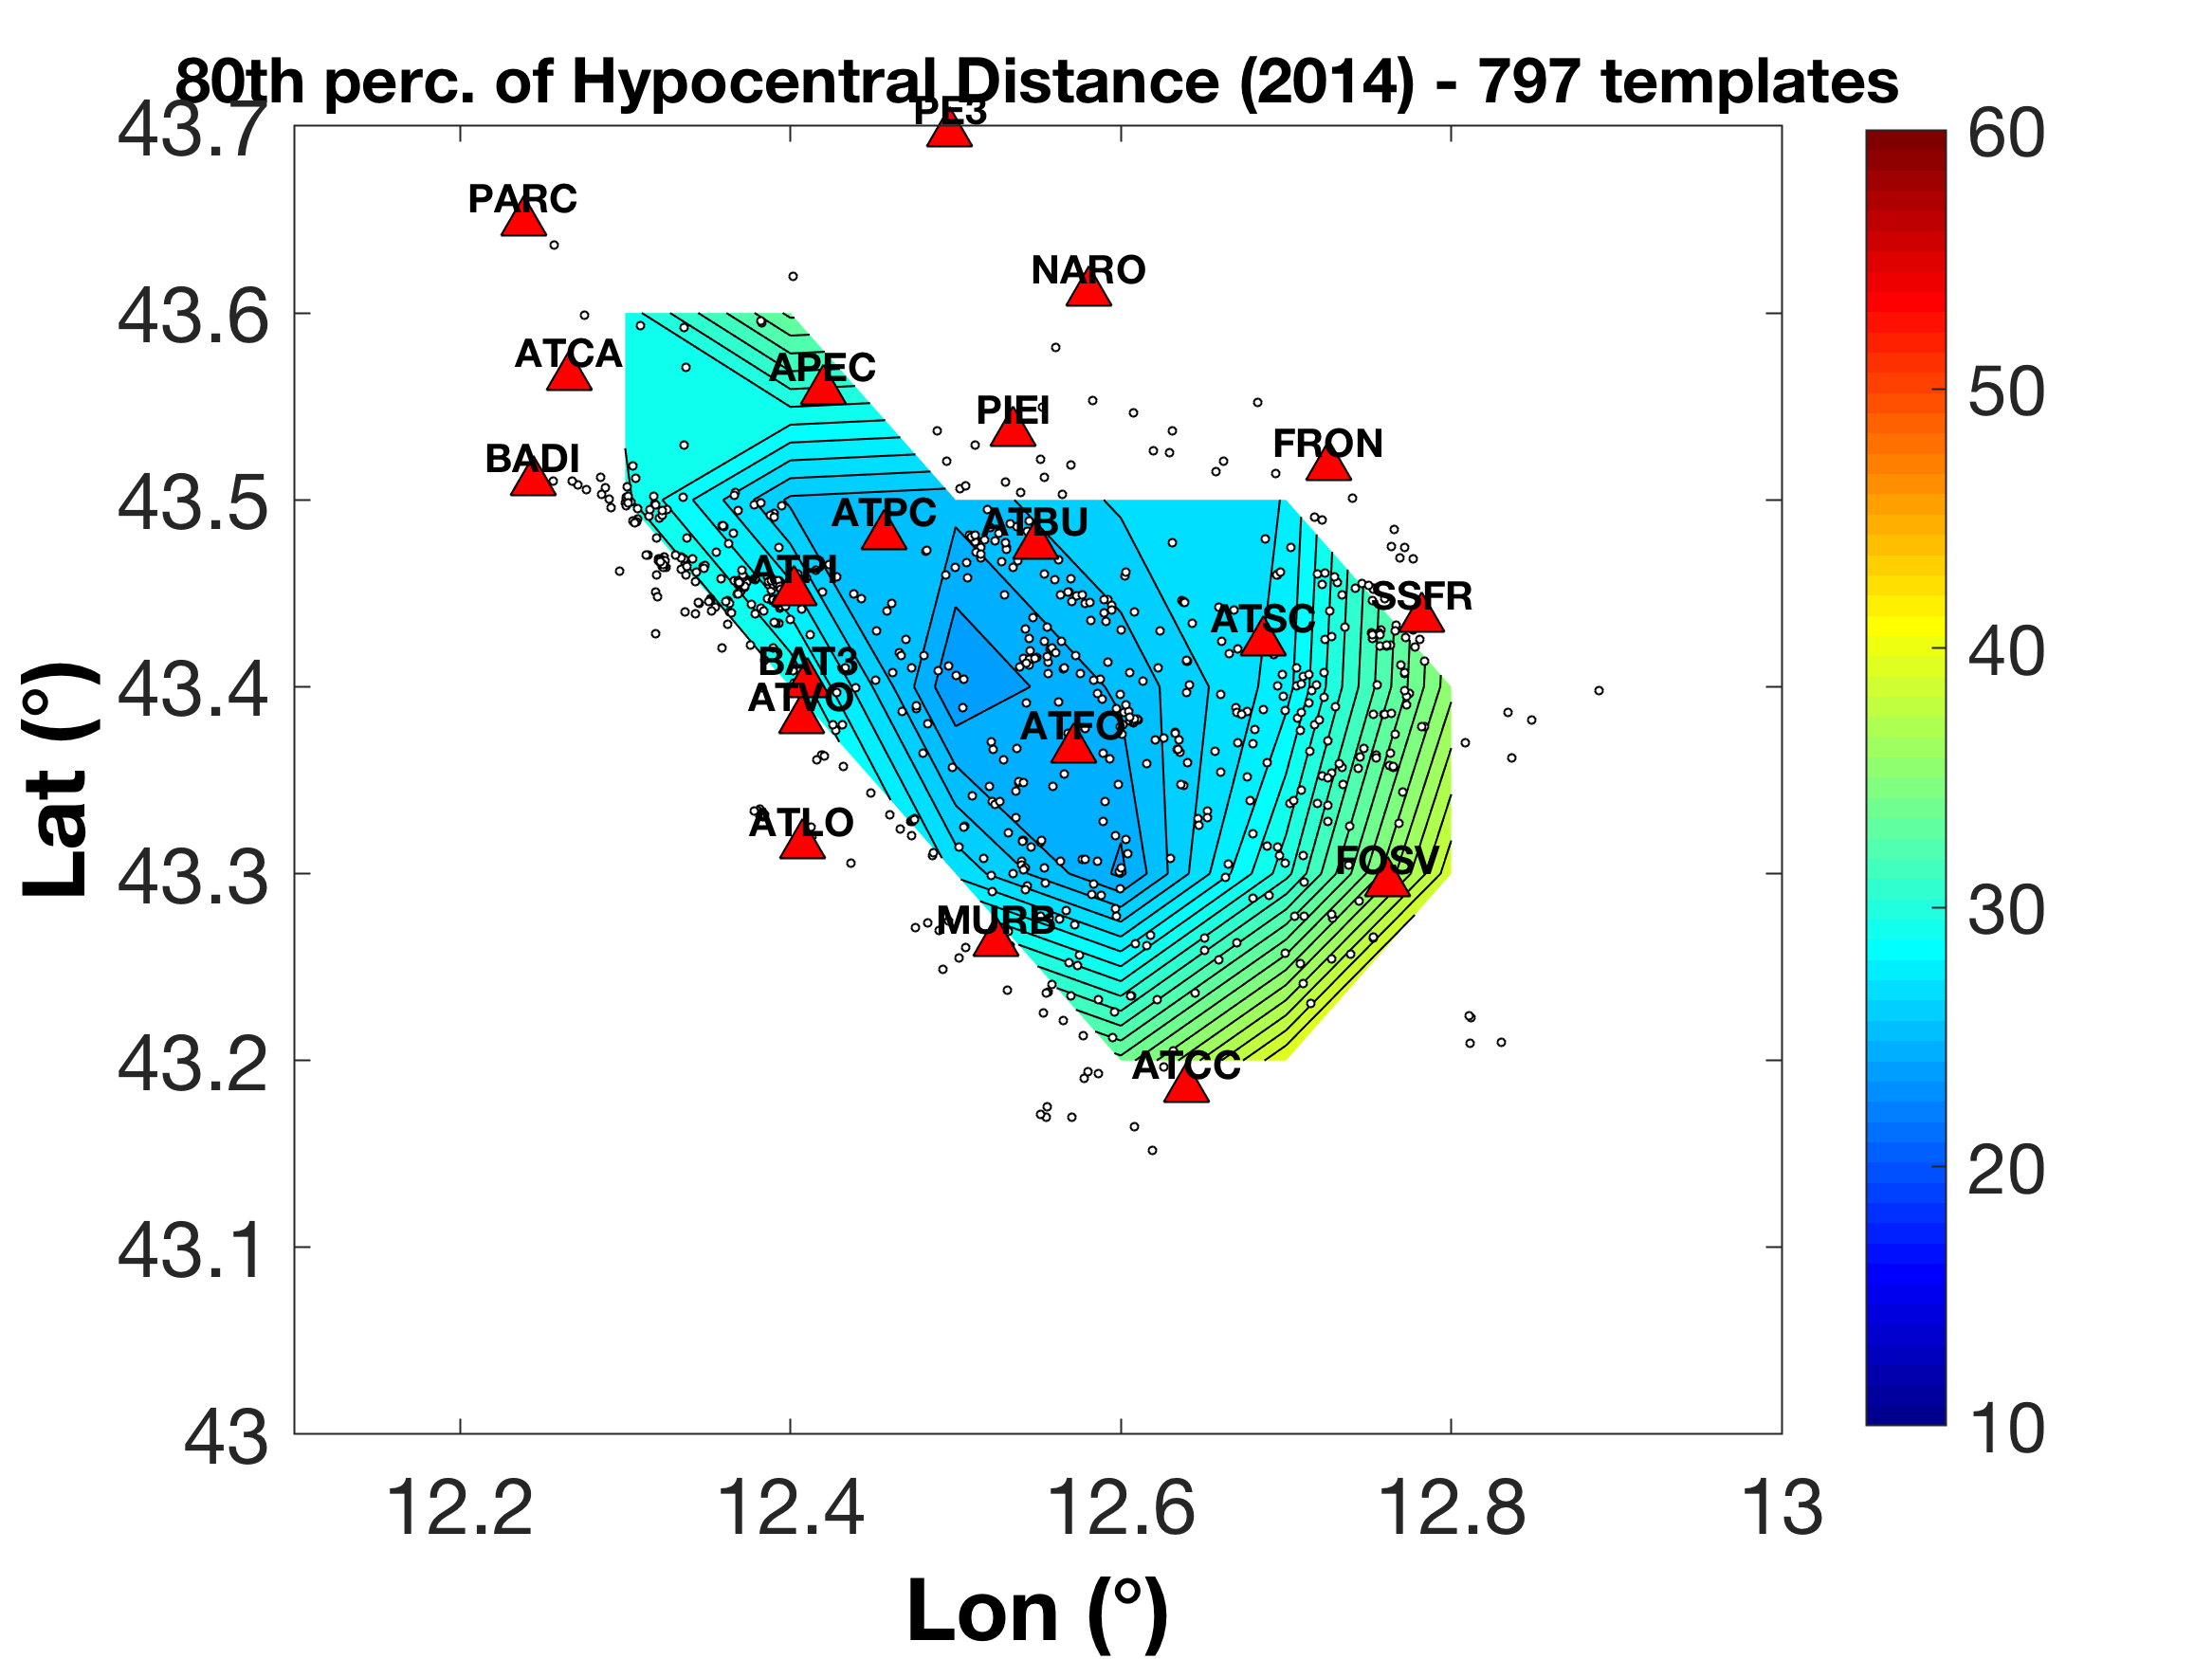 80th perc. of Hypocentral Distance (2014) - 797 templates
43.7
PE3
60
PARC
NARO
43.6
ATCA
APEC
50
PIEI
FRON
BADI
43.5
ATPC
ATBU
ATPI
SSFR
ATSC
40
BAT3
43.4
ATVO
ATFO
Lat (°)
ATLO
FOSV
43.3
30
MURB
43.2
ATCC
20
43.1
43
10
12.2
12.4
12.6
12.8
13
Lon (°)